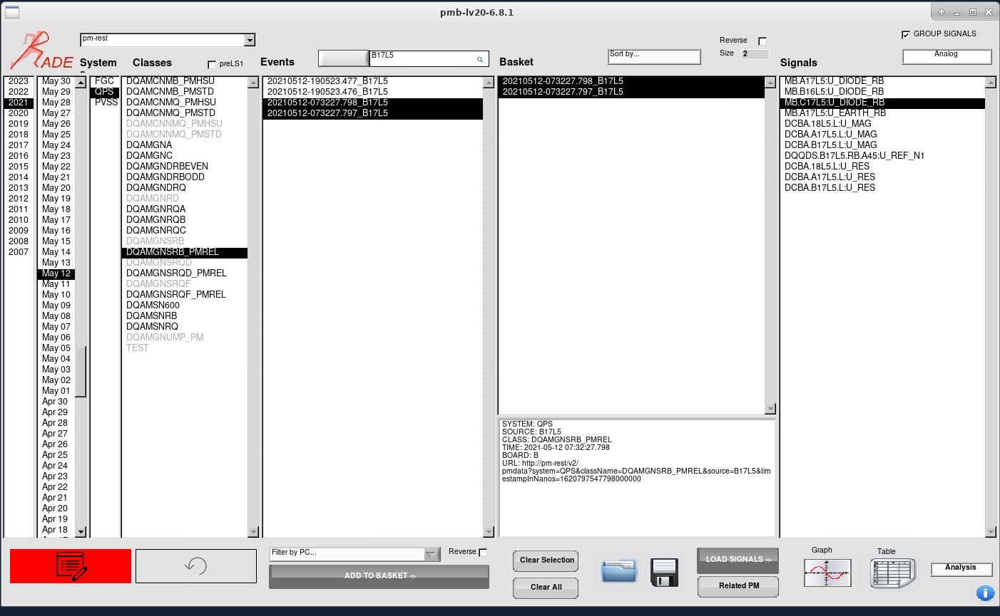 pmb-lv20-6.8.1
pm-rest
Reverse
GROUP SIGNALS
ADE
System
Classes
preLS1
Events
B17L5
Basket
Sort by...
Size 2
Signals
Analog
2023
2022
2021
2020
2019
2018
2017
2016
2015
2014
2013
2012
2011
2010
2009
2008
2007
May 30
May 29
May 28
May 27
May 26
May 25
May 24
May 23
May 22
May 21
May 20
May 19
May 18
May 17
May 16
May 15
May 14
May 13
May 12
May 11
May 10
May 09
May 08
May 07
May 06
May 05
May 04
May 03
May 02
May 01
Apr 30
Apr 29
Apr 28
Apr 27
Apr 26
Apr 25
Apr 24
Apr 23
Apr 22
Apr 21
Apr 20
Apr 19
Apr 18
FGC
QPS
PVSS
DQAMCNMB_PMHSU
DQAMCNMB_PMSTD
DQAMCNMQ_PMHSU
DQAMCNMQ_PMSTD
DQAMCNNMQ_PMHSU
DQAMCNNMQ_PMSTD
DQAMGNA
DQAMGNC
DQAMGNDRBEVEN
DQAMGNDRBODD
DQAMGNDRQ
DQAMGNRD
DQAMGNRQA
DQAMGNRQB
DQAMGNRQC
DQAMGNSRB
DQAMGNSRB_PMREL
DQAMGNSRQD
DQAMGNSRQD_PMREL
DQAMGNSRQF
DQAMGNSRQF_PMREL
DQAMSN600
DQAMSNRB
DQAMSNRQ
DQAMGNUMP_PM
TEST
20210512-190523.477_B17L5
20210512-190523.476_B17L5
20210512-073227.798_B17L5
20210512-073227.797_B17L5
20210512-073227.798_B17L5
20210512-073227.797_B17L5
SYSTEM: QPS
SOURCE: B17L5
CLASS: DQAMGNSRB_PMREL
TIME: 2021-05-12 07:32:27.798
BOARD: B
URL: http://pm-rest/v2/
pmdata?system=QPS&className=DQAMGNSRB_PMREL&source=B17L5&tim
estampInNanos=1620797547798000000
MB.A17L5:U_DIODE_RB
MB.B16L5:U_DIODE_RB
MB.C17L5:U_DIODE_RB
MB.A17L5:U_EARTH_RB
DCBA.18L5.L:U_MAG
DCBA.A17L5.L:U_MAG
DCBA.B17L5.L:U_MAG
DQQDS.B17L5.RB.A45:U_REF_N1
DCBA.18L5.L:U_RES
DCBA.A17L5.L:U_RES
DCBA.B17L5.L:U_RES
Filter by PC...
Reverse
ADD TO BASKET ->
Clear Selection
Clear All
LOAD SIGNALS ->
Related PM
Graph
Table
Analysis
i